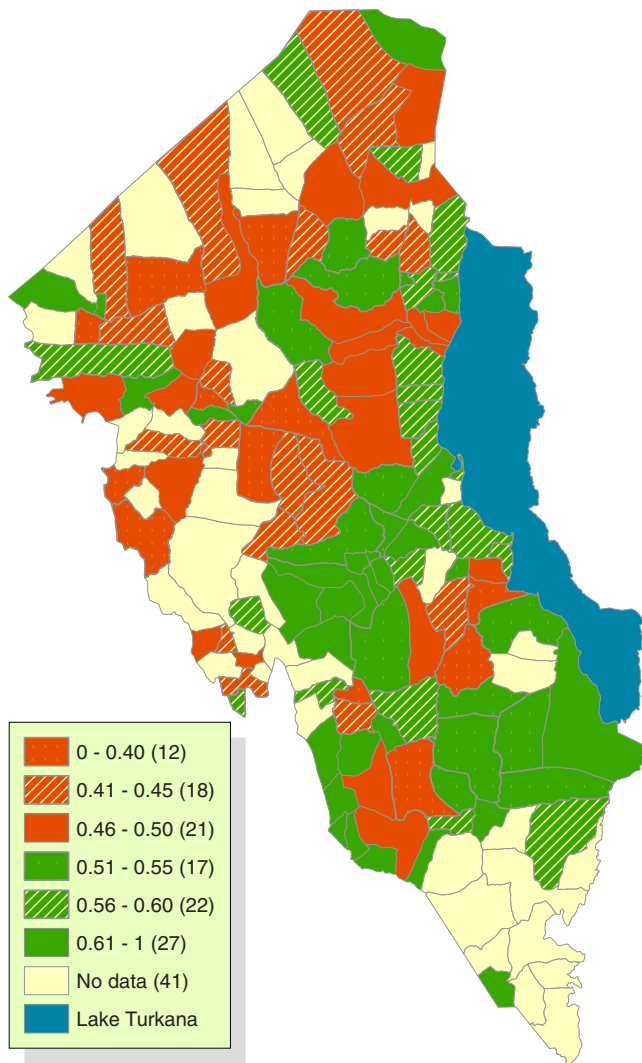 0 - 0.40 (12)
0.41 - 0.45 (18)
0.46 - 0.50 (21)
0.51 - 0.55 (17)
0.56 - 0.60 (22)
0.61 - 1 (27)
No data (41)
Lake Turkana